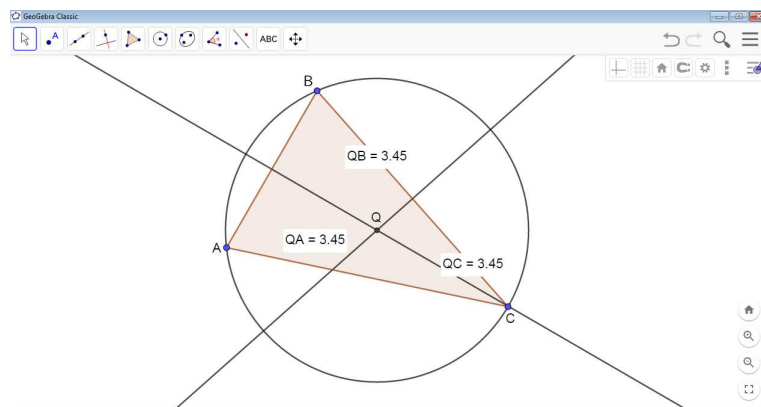 GeoGebra Classic
ABC
B
QB = 3.45
Q
QA = 3.45
A
QC = 3.45
C